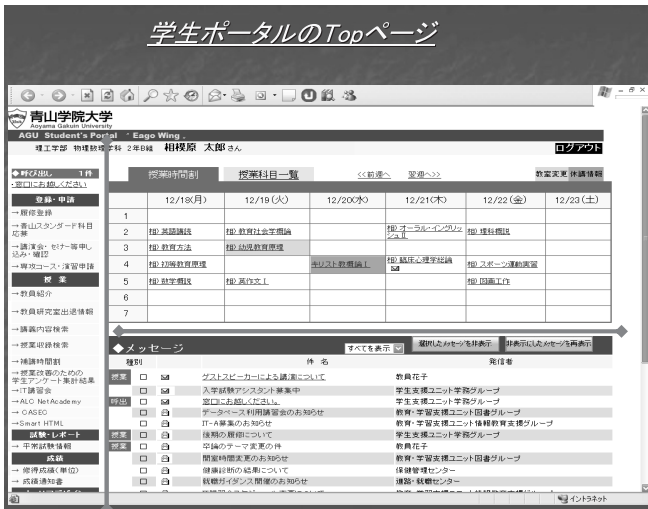 学生ポータルのTopページ
青山学院大学
Aoyama Gakuin University
AGU Student's Portal
Eago Wing.
理工学部 物理数理学科 2年B組 相模原 太郎 さん
ログアウト
◆呼び出し 1件
・窓口にお越しください
登録・申請
→履修登録
→青山スタンダード科目応募
→講演会・セミナー等申し込み・確認
→専攻コース・演習申請
授 業
→教員紹介
→教員研究室出退情報
→講義内容検索
→授業収録検索
→補講時間割
→授業改善のための学生アンケート集計結果
→IT講習会
→ALC NetAcademy
→CASEC
→Smart HTML
試験・レポート
→平常試験情報
成績
→修得成績(単位)
→成績通知書
授業時間割 授業科目一覧 <<前週へ 翌週へ>> 教室変更 休講情報
12/18(月) 12/19(火) 12/20(水) 12/21(木) 12/22(金) 12/23(土)
1
2 相) 英語講読 相) 教育社会学概論 相) オーラル・イングリッシュⅡ 相) 理科概説
3 相) 教育方法 相) 幼児教育原理
4 相) 初等教育原理 キリスト教概論Ⅰ 相) 臨床心理学総論 相) スポーツ運動実習
5 相) 数学概説 相) 英作文Ⅰ 相) 図画工作
6
7
◆メッセージ すべてを表示 選択したメッセージを非表示 非表示にしたメッセージを再表示
種別 件 名 発信者
授業 ゲストスピーカーによる講演について 教員花子
入学試験アシスタント募集中 学生支援ユニット学務グループ
呼出 窓口にお越しください。 学生支援ユニット学務グループ
データベース利用講習会のお知らせ 教育・学習支援ユニット図書グループ
IT-A募集のお知らせ 教育・学習支援ユニット情報教育支援グループ
授業 後期の履修について 学生支援ユニット学務グループ
授業 卒論のテーマ変更の件 教員花子
開室時間変更のお知らせ 教育・学習支援ユニット図書グループ
健康診断の結果について 保健管理センター
就職ガイダンス開催のお知らせ 進路・就職センター
イントラネット